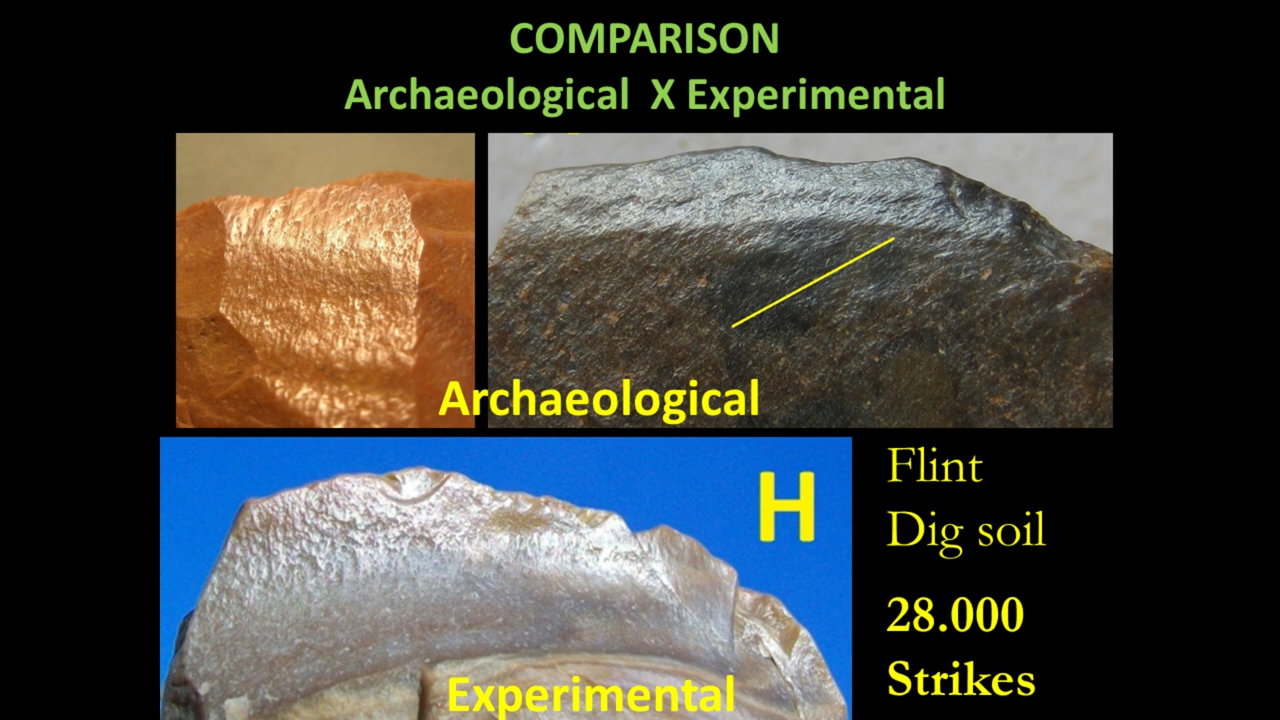 COMPARISON
Archaeological X Experimental
Archaeological
H
Flint
Dig soil
28.000
Strikes
Experimental